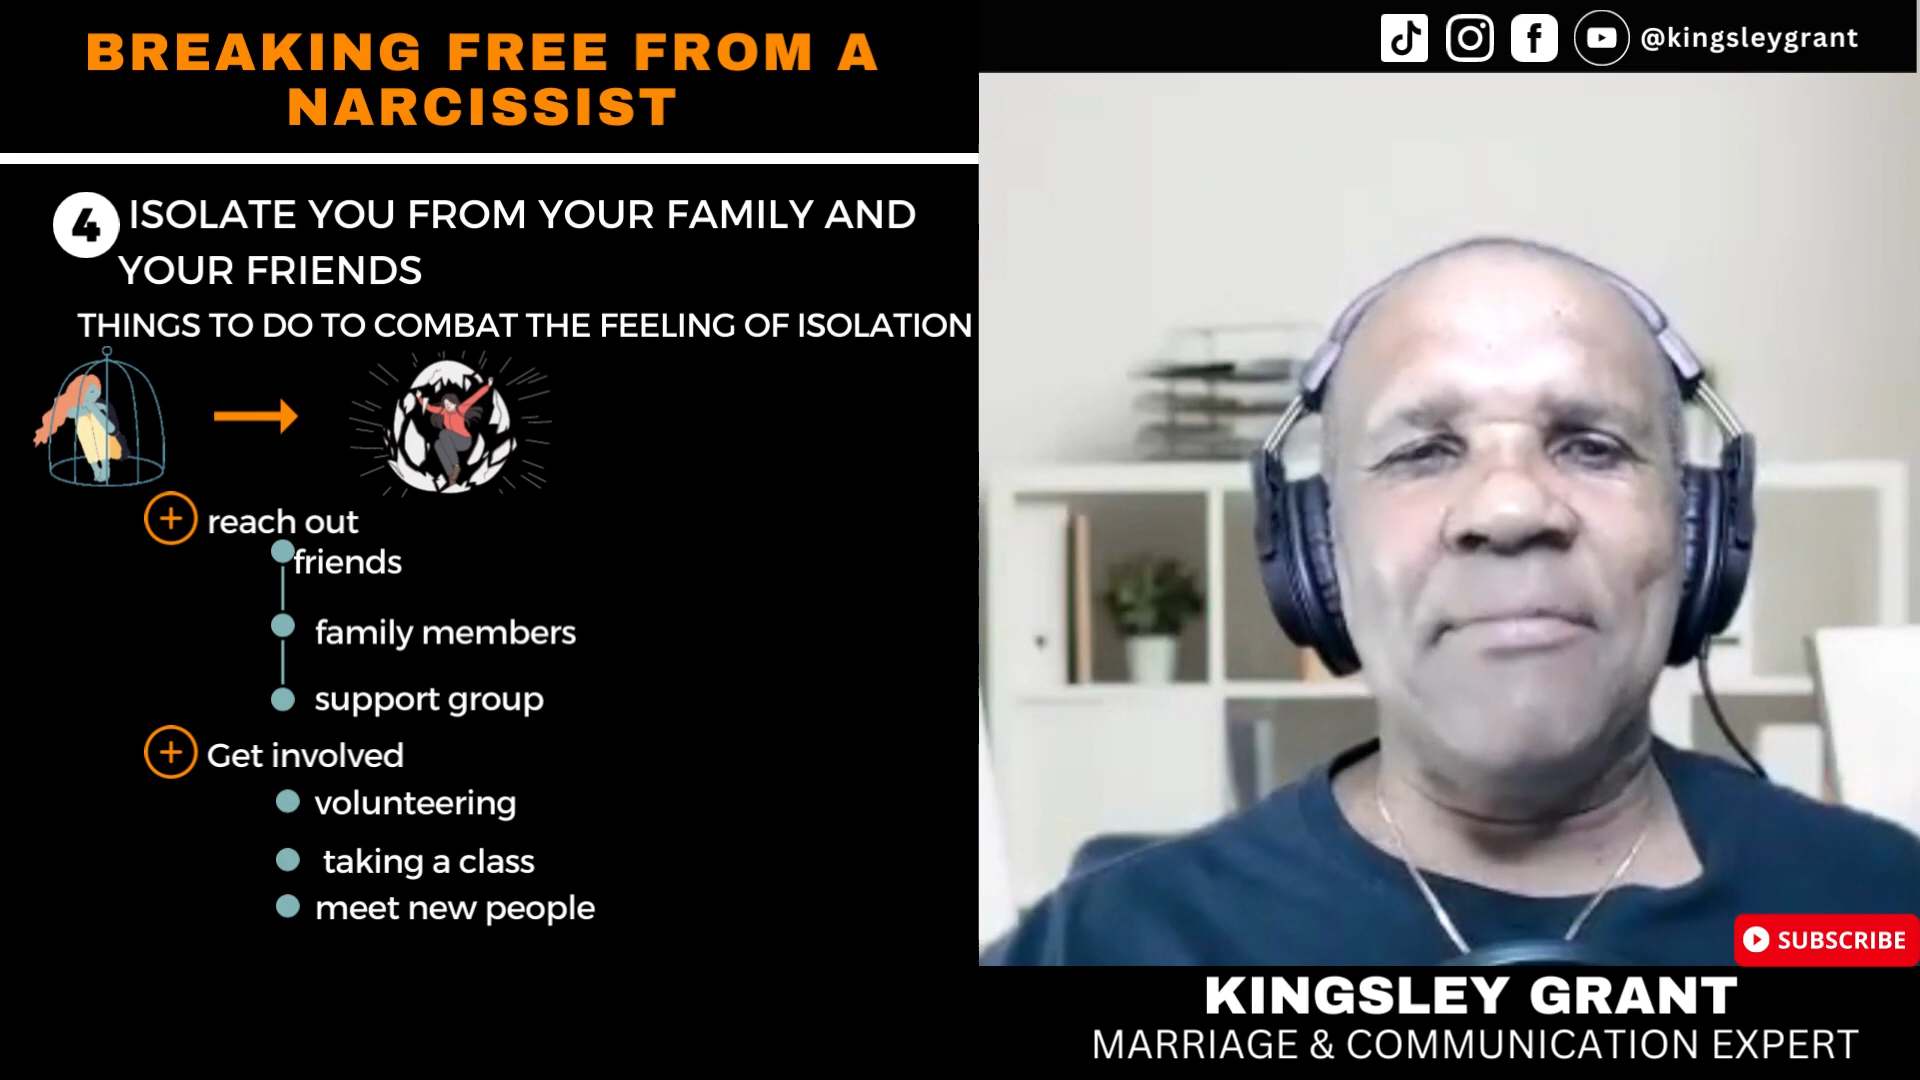 BREAKING FREE FROM A
NARCISSIST
4 ISOLATE YOU FROM YOUR FAMILY AND
YOUR FRIENDS
THINGS TO DO TO COMBAT THE FEELING OF ISOLATION
reach out
friends
family members
support group
Get involved
volunteering
taking a class
meet new people
@kingsleygrant
SUBSCRIBE
KINGSLEY GRANT
MARRIAGE & COMMUNICATION EXPERT